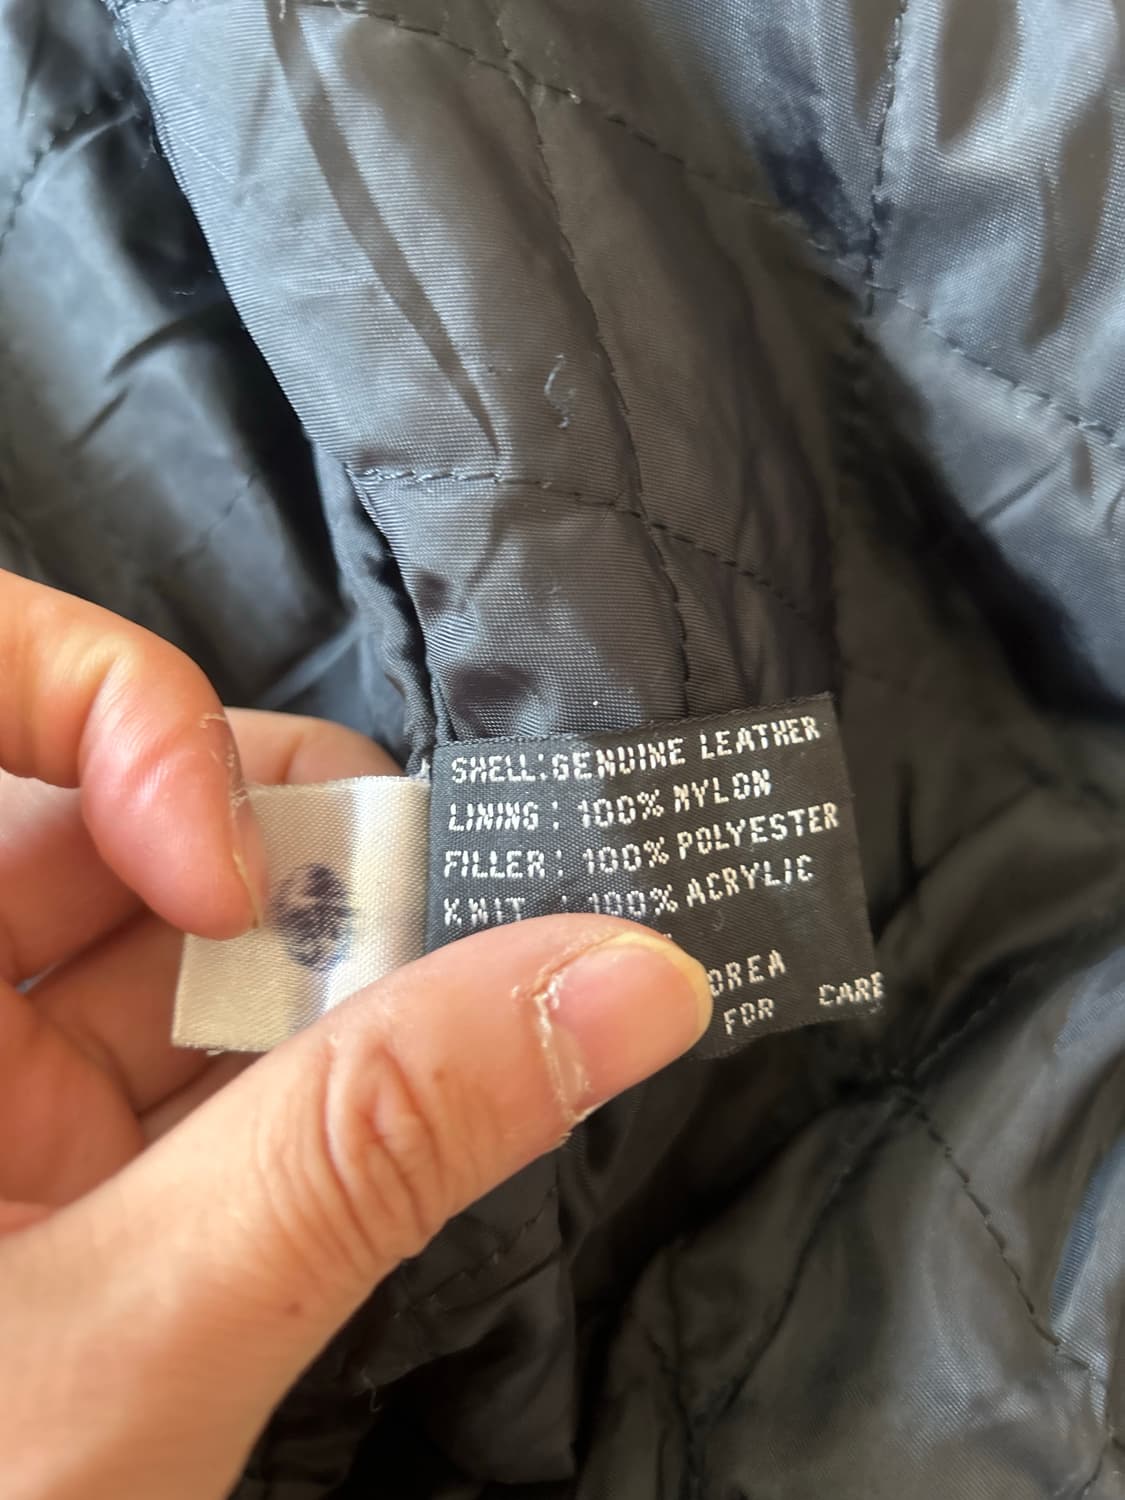 SHELL:GENUINE LEATHER
LINING: 100% NYLON
FILLER: 100% POLYESTER
KNIT : 100% ACRYLIC
OREA
FOR CARE